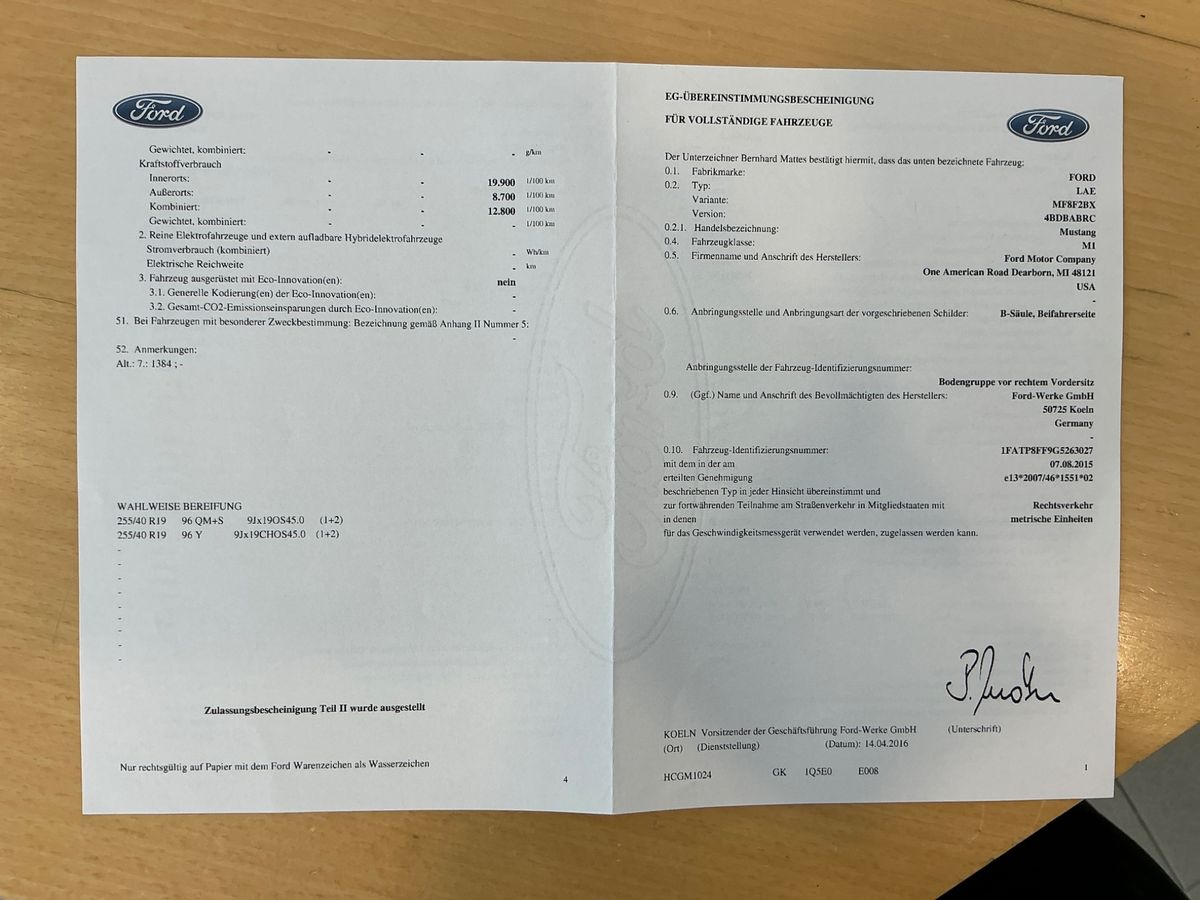 Ford
Gewichtet, kombiniert: - - - g/km
Kraftstoffverbrauch
Innerorts: - - 19.900 l/100 km
Außerorts: - - 8.700 l/100 km
Kombiniert: - - 12.800 l/100 km
Gewichtet, kombiniert: - - - l/100 km
2. Reine Elektrofahrzeuge und extern aufladbare Hybridelektrofahrzeuge
Stromverbrauch (kombiniert) - Wh/km
Elektrische Reichweite - km
3. Fahrzeug ausgerüstet mit Eco-Innovation(en): nein
3.1. Generelle Kodierung(en) der Eco-Innovation(en): -
3.2. Gesamt-CO2-Emissionseinsparungen durch Eco-Innovation(en): -
51. Bei Fahrzeugen mit besonderer Zweckbestimmung: Bezeichnung gemäß Anhang II Nummer 5:
-
52. Anmerkungen:
Alt.: 7.: 1384 ; -
WAHLWEISE BEREIFUNG
255/40 R19 96 QM+S 9Jx19OS45.0 (1+2)
255/40 R19 96 Y 9Jx19CHOS45.0 (1+2)
-
-
-
-
-
-
-
-
-
Zulassungsbescheinigung Teil II wurde ausgestellt
Nur rechtsgültig auf Papier mit dem Ford Warenzeichen als Wasserzeichen
4
EG-ÜBEREINSTIMMUNGSBESCHEINIGUNG
FÜR VOLLSTÄNDIGE FAHRZEUGE
Ford
Der Unterzeichner Bernhard Mattes bestätigt hiermit, dass das unten bezeichnete Fahrzeug:
0.1. Fabrikmarke: FORD
0.2. Typ: LAE
Variante: MF8F2BX
Version: 4BDBABRC
0.2.1. Handelsbezeichnung: Mustang
0.4. Fahrzeugklasse: M1
0.5. Firmenname und Anschrift des Herstellers: Ford Motor Company
One American Road Dearborn, MI 48121
USA
-
0.6. Anbringungsstelle und Anbringungsart der vorgeschriebenen Schilder: B-Säule, Beifahrerseite
Anbringungsstelle der Fahrzeug-Identifizierungsnummer:
Bodengruppe vor rechtem Vordersitz
0.9. (Ggf.) Name und Anschrift des Bevollmächtigten des Herstellers: Ford-Werke GmbH
50725 Koeln
Germany
-
0.10. Fahrzeug-Identifizierungsnummer: 1FATP8FF9G5263027
mit dem in der am 07.08.2015
erteilten Genehmigung e13*2007/46*1551*02
beschriebenen Typ in jeder Hinsicht übereinstimmt und
zur fortwährenden Teilnahme am Straßenverkehr in Mitgliedstaaten mit Rechtsverkehr
in denen metrische Einheiten
für das Geschwindigkeitsmessgerät verwendet werden, zugelassen werden kann.
KOELN Vorsitzender der Geschäftsführung Ford-Werke GmbH (Unterschrift)
(Ort) (Dienststellung) (Datum): 14.04.2016
HCGM1024 GK 1Q5E0 E008
1